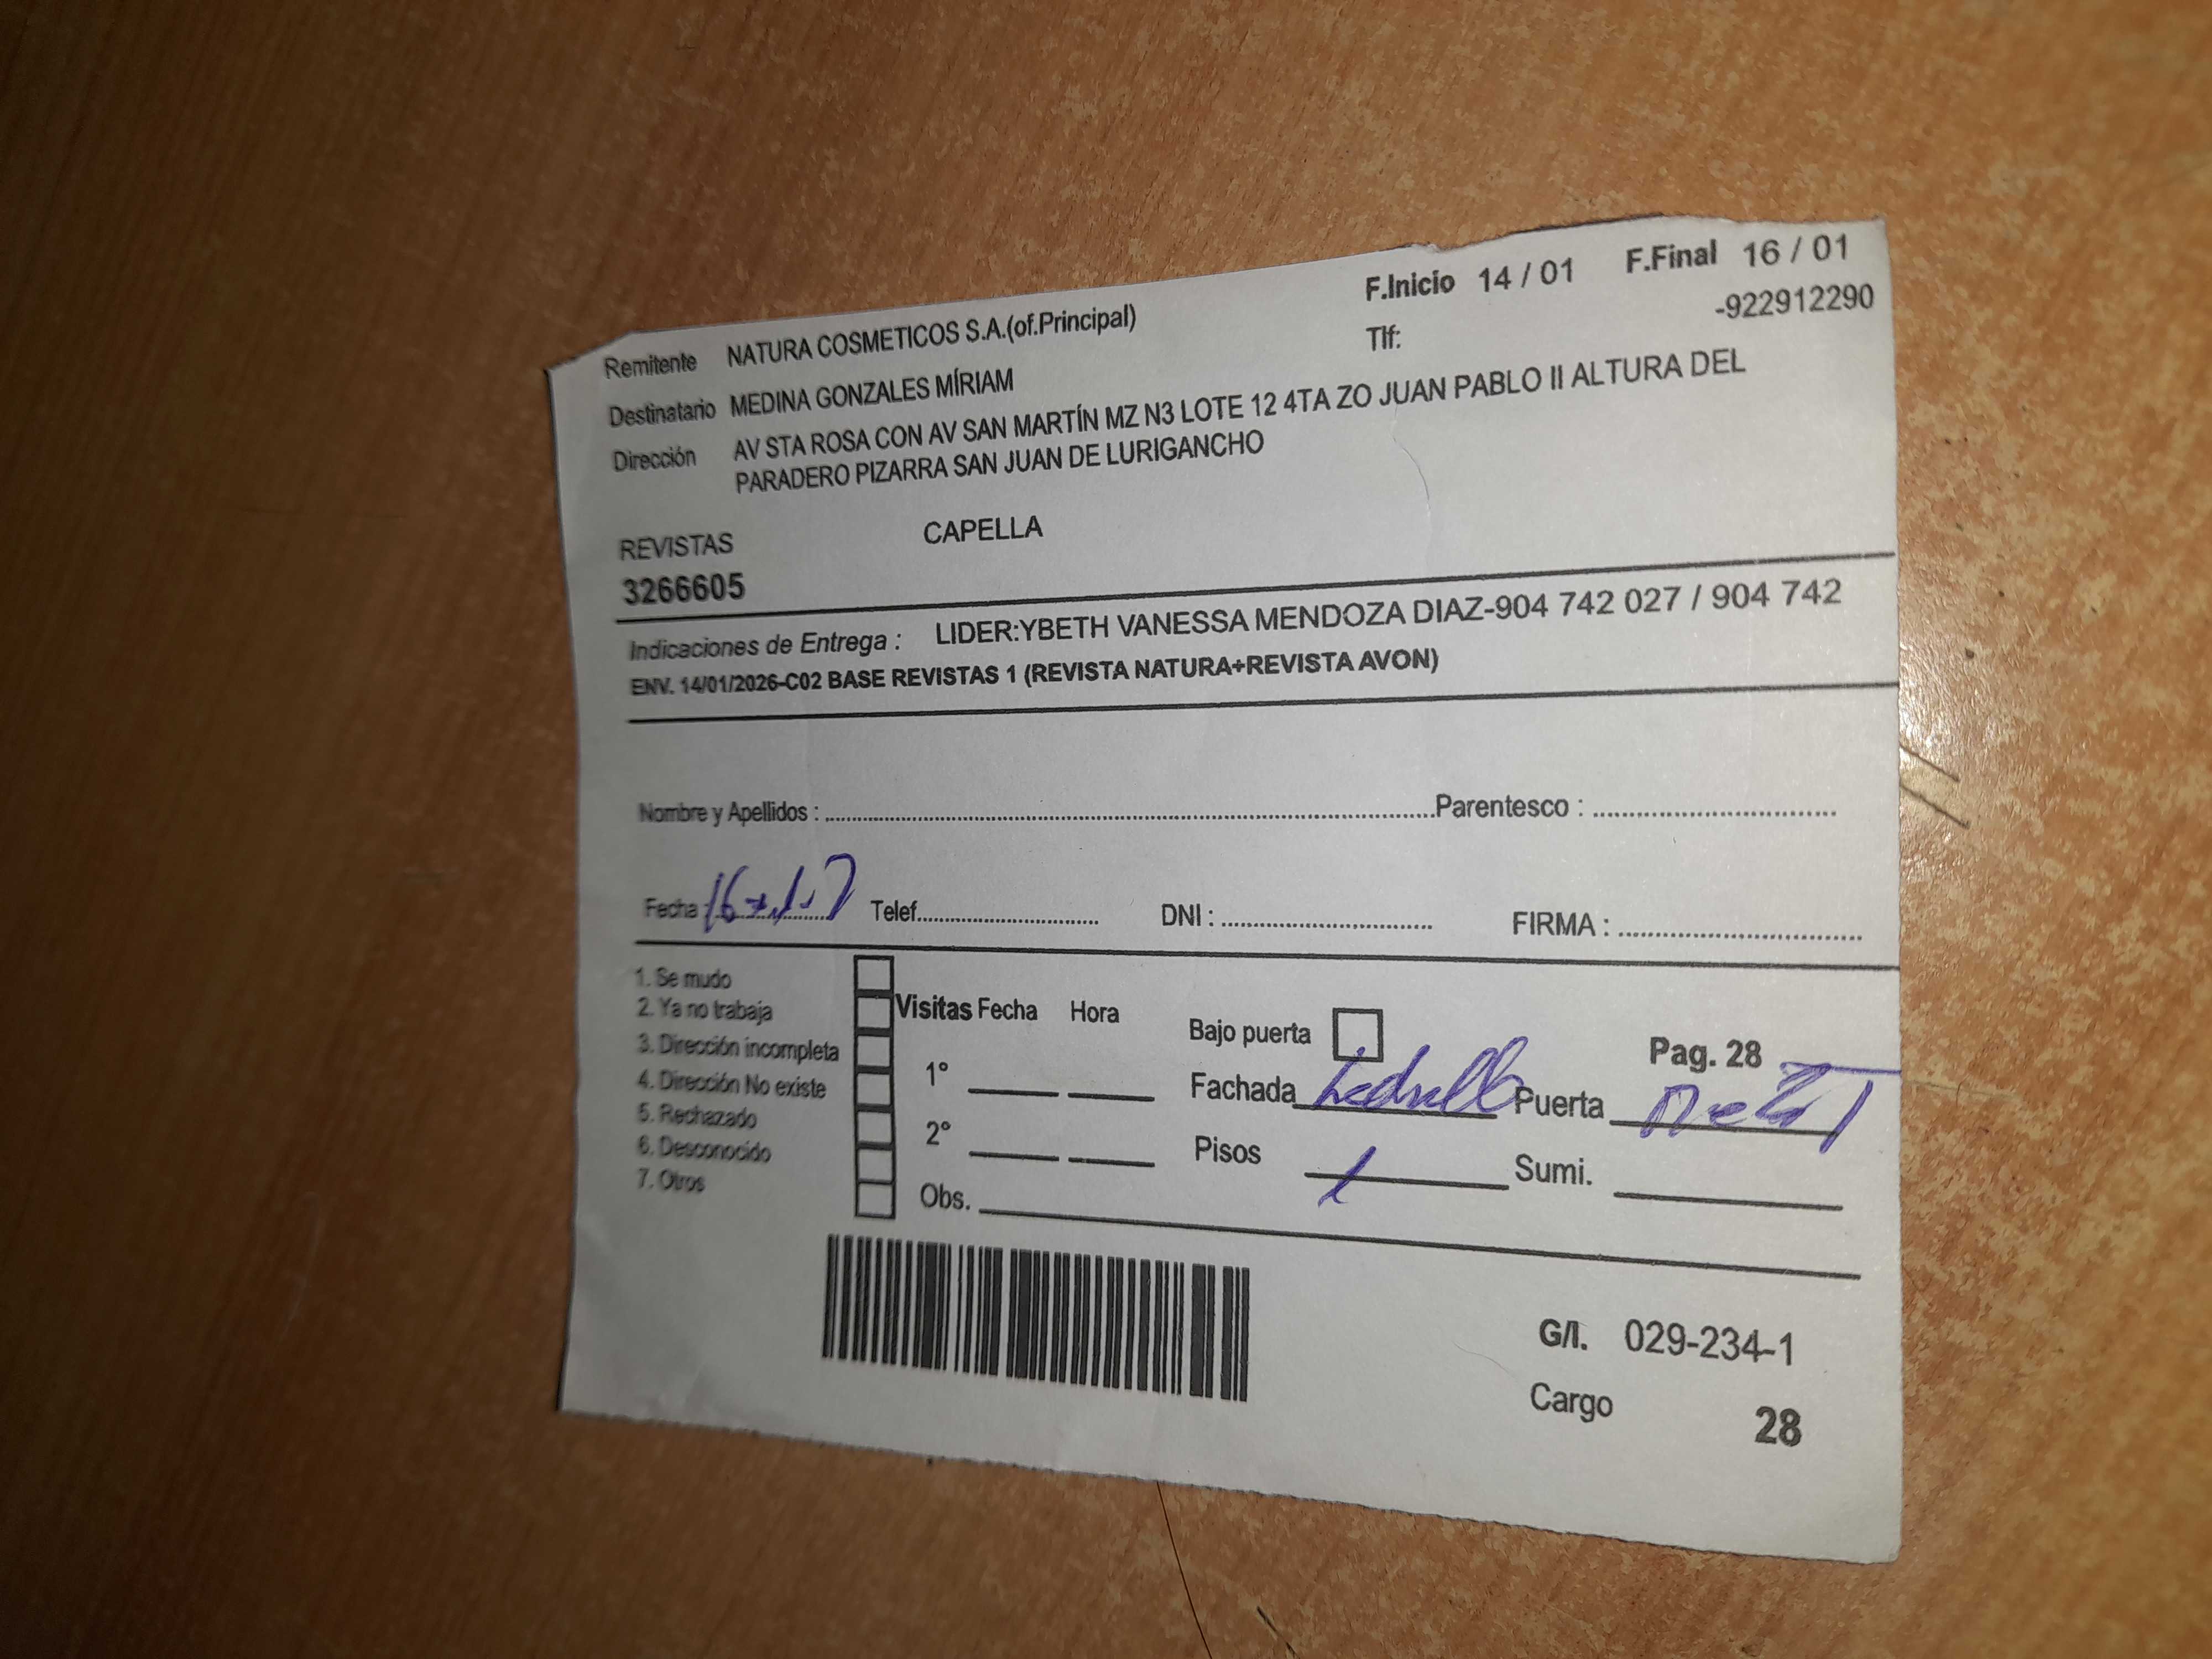 F.Inicio 14 / 01 F.Final 16 / 01
Remitente NATURA COSMETICOS S.A.(of.Principal) Tlf: -922912290
Destinatario MEDINA GONZALES MÍRIAM
Dirección AV STA ROSA CON AV SAN MARTÍN MZ N3 LOTE 12 4TA ZO JUAN PABLO II ALTURA DEL
PARADERO PIZARRA SAN JUAN DE LURIGANCHO
REVISTAS CAPELLA
3266605
Indicaciones de Entrega : LIDER:YBETH VANESSA MENDOZA DIAZ-904 742 027 / 904 742
ENV. 14/01/2026-C02 BASE REVISTAS 1 (REVISTA NATURA+REVISTA AVON)
Nombre y Apellidos : Parentesco :
Fecha : Telef. DNI : FIRMA :
1. Se mudo
2. Ya no trabaja
3. Dirección incompleta
4. Dirección No existe
5. Rechazado
6. Desconocido
7. Otros
Visitas Fecha Hora
1°
2°
Obs.
Bajo puerta Pag. 28
Fachada Ladrillo Puerta Metal
Pisos 1 Sumi.
G/I. 029-234-1
Cargo 28